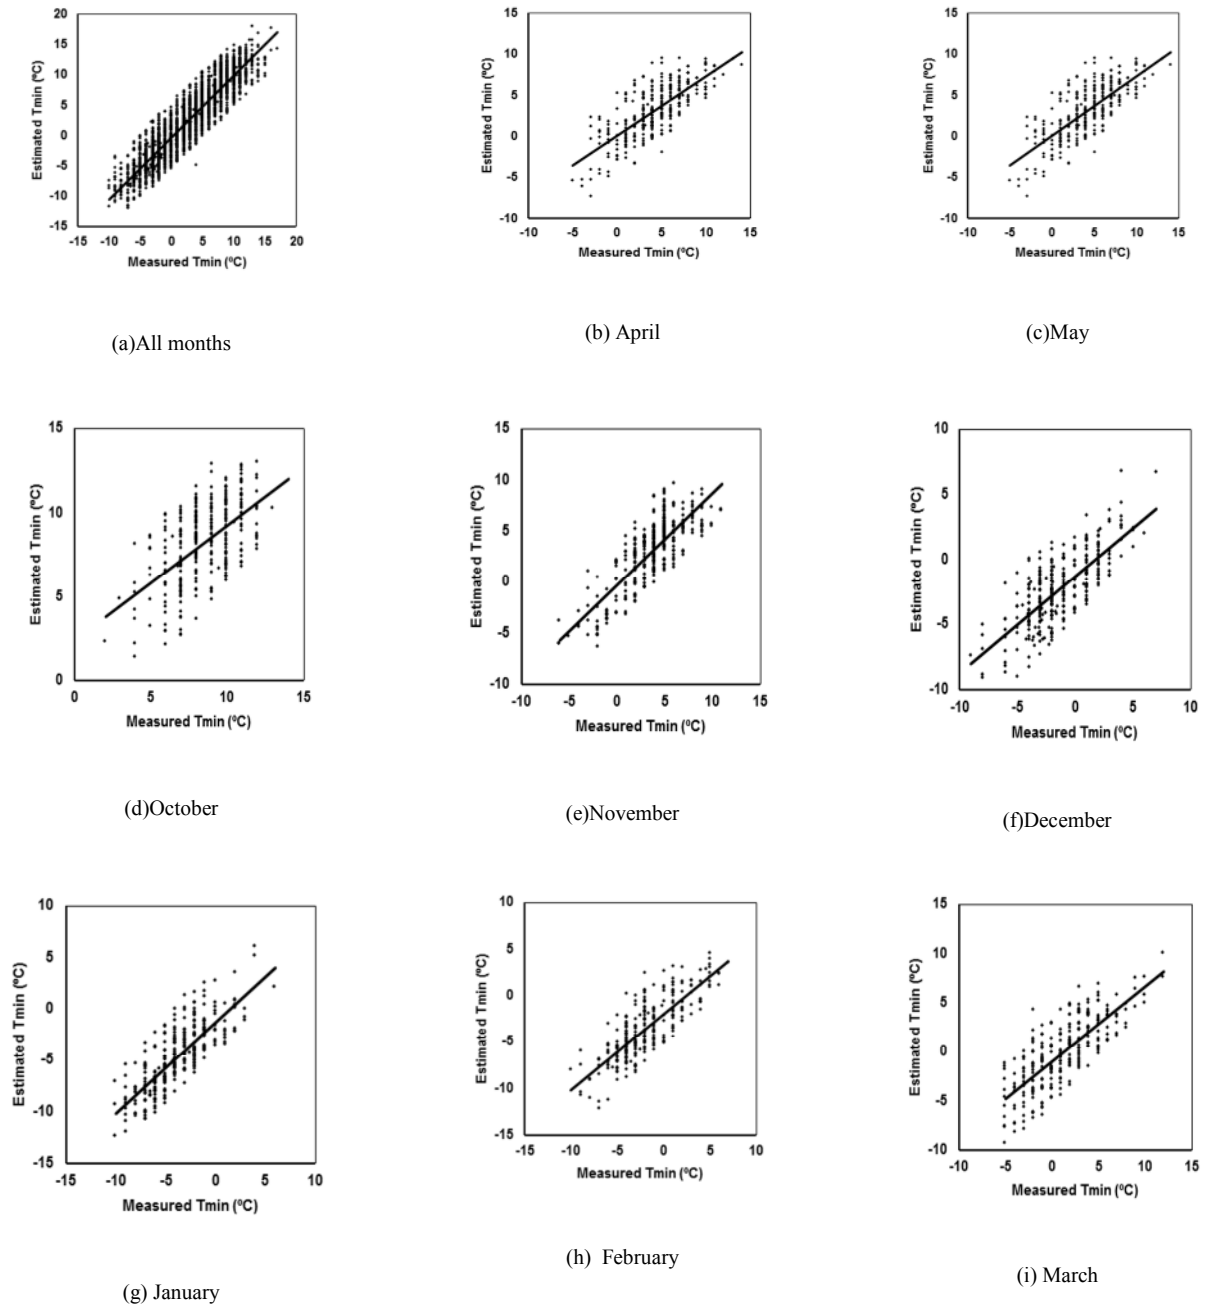 20
15
10
5
0
-5
-10
-15
Estimated Tmin (ºC)
-15 -10 -5 0 5 10 15 20
Measured Tmin (ºC)
(a)All months
15
10
5
0
-5
-10
Estimated Tmin (ºC)
-10 -5 0 5 10 15
Measured Tmin (ºC)
(b) April
15
10
5
0
-5
-10
Estimated Tmin (ºC)
-10 -5 0 5 10 15
Measured Tmin (ºC)
(c)May
15
10
5
0
Estimated Tmin (ºC)
0 5 10 15
Measured Tmin (ºC)
(d)October
15
10
5
0
-5
-10
Estimated Tmin (ºC)
-10 -5 0 5 10 15
Measured Tmin (ºC)
(e)November
10
5
0
-5
-10
Estimated Tmin (ºC)
-10 -5 0 5 10
Measured Tmin (ºC)
(f)December
10
5
0
-5
-10
-15
Estimated Tmin (ºC)
-15 -10 -5 0 5 10
Measured Tmin (ºC)
(g) January
10
5
0
-5
-10
-15
Estimated Tmin (ºC)
-15 -10 -5 0 5 10
Measured Tmin (ºC)
(h) February
15
10
5
0
-5
-10
Estimated Tmin (ºC)
-10 -5 0 5 10 15
Measured Tmin (ºC)
(i) March